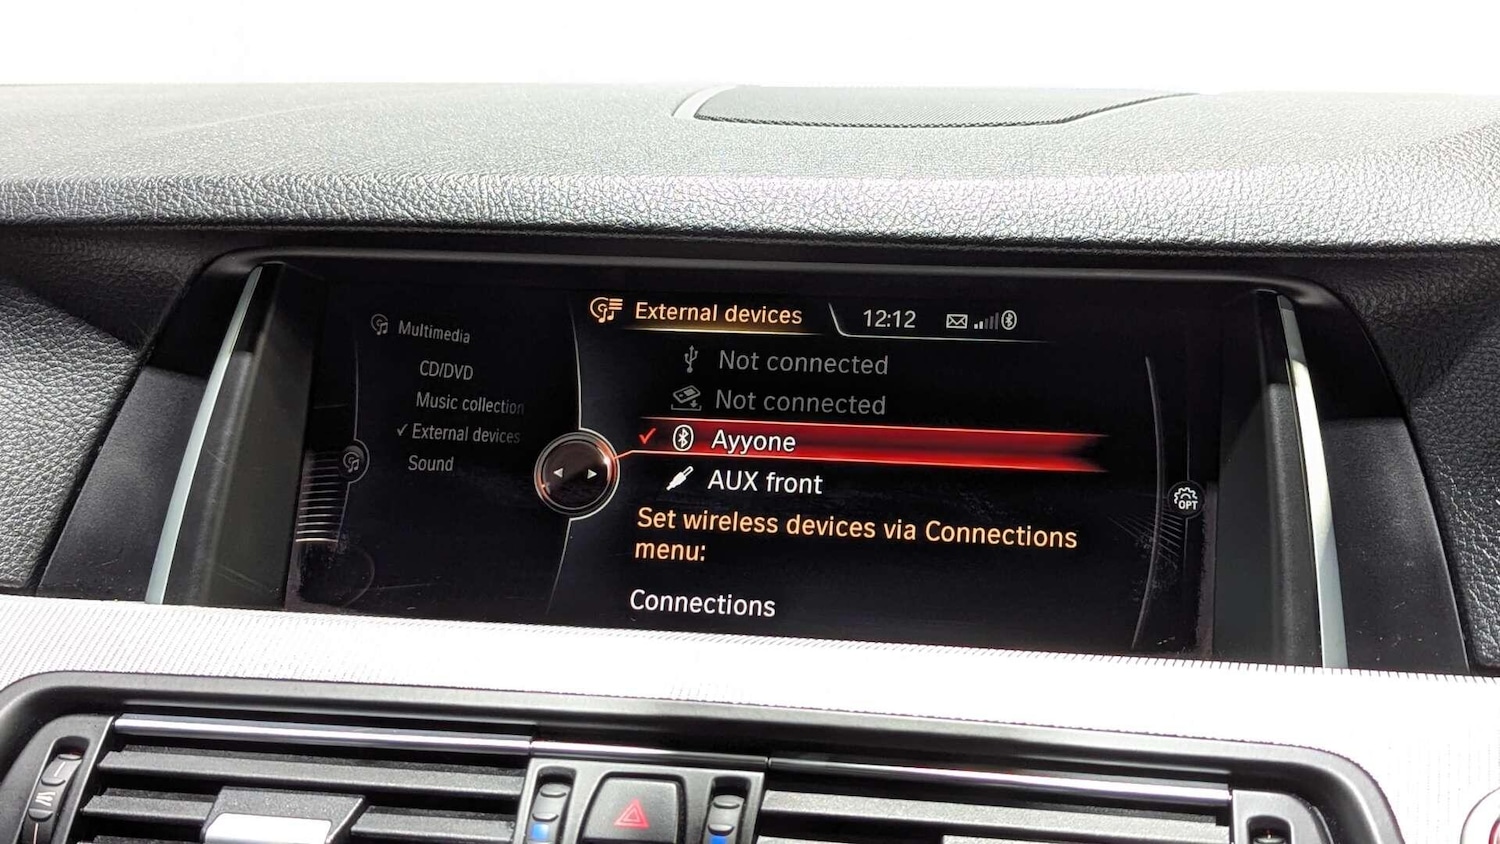 External devices 12:12
Multimedia
CD/DVD
Music collection
External devices
Sound
Not connected
Not connected
Ayyone
AUX front
Set wireless devices via Connections
menu:
Connections
OPT